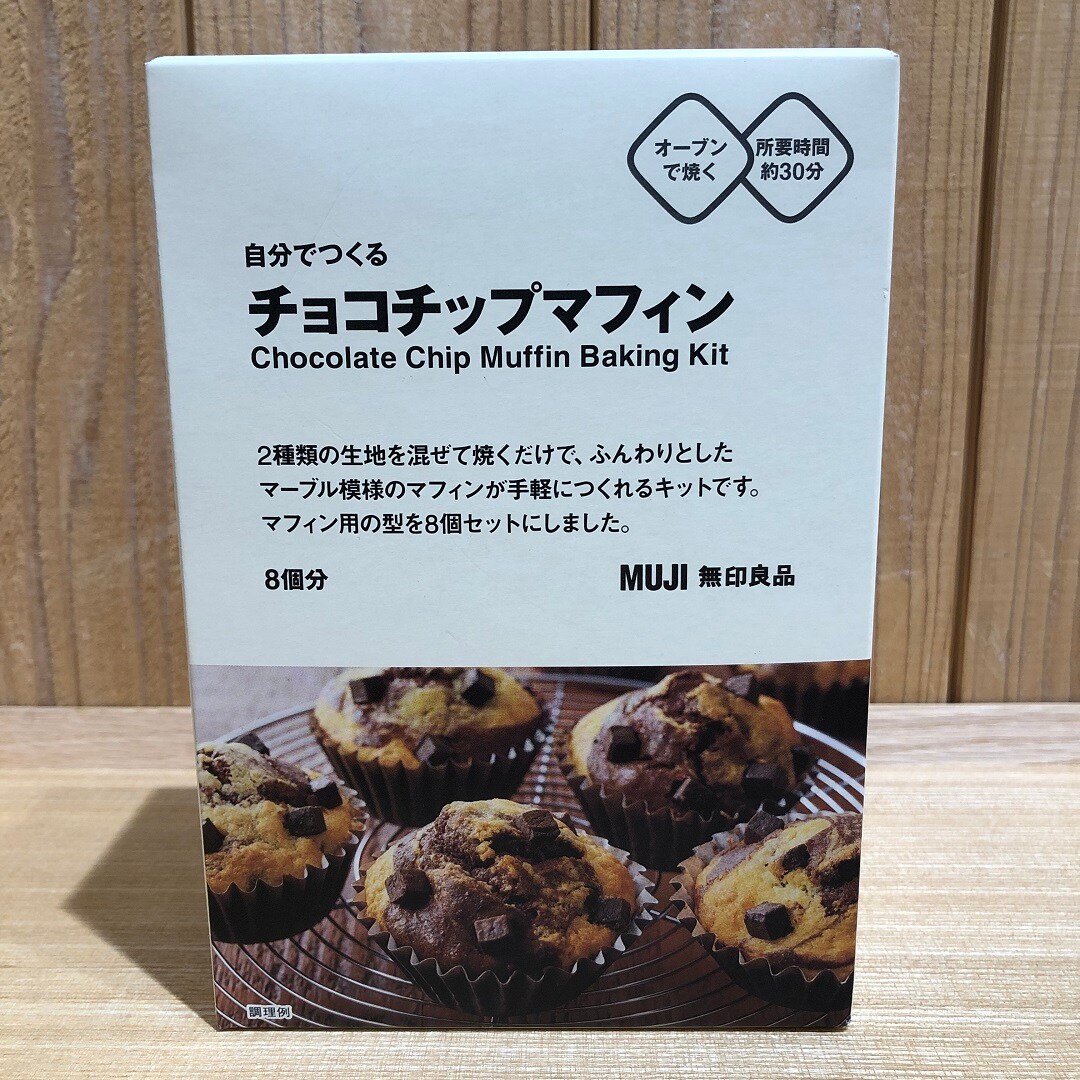 オーブン
で焼く
所要時間
約30分
自分でつくる
チョコチップマフィン
Chocolate Chip Muffin Baking Kit
2種類の生地を混ぜて焼くだけで、ふんわりとした
マーブル模様のマフィンが手軽につくれるキットです。
マフィン用の型を8個セットにしました。
8個分
MUJI 無印良品
調理例